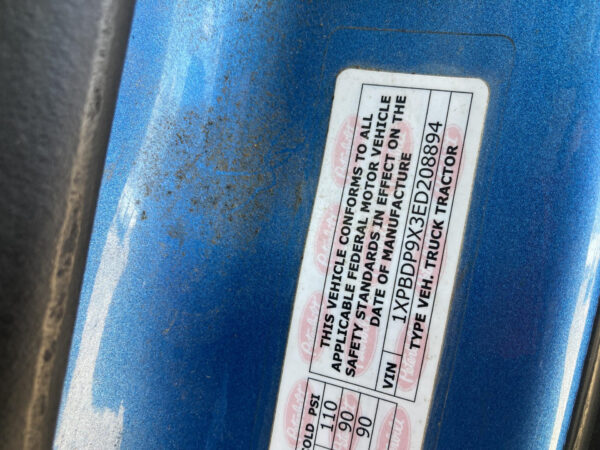 THIS VEHICLE CONFORMS TO ALL
APPLICABLE FEDERAL MOTOR VEHICLE
SAFETY STANDARDS IN EFFECT ON THE
DATE OF MANUFACTURE
VIN 1XPBDP9X3ED208894
TYPE VEH. TRUCK TRACTOR
COLD PSI
110
90
90